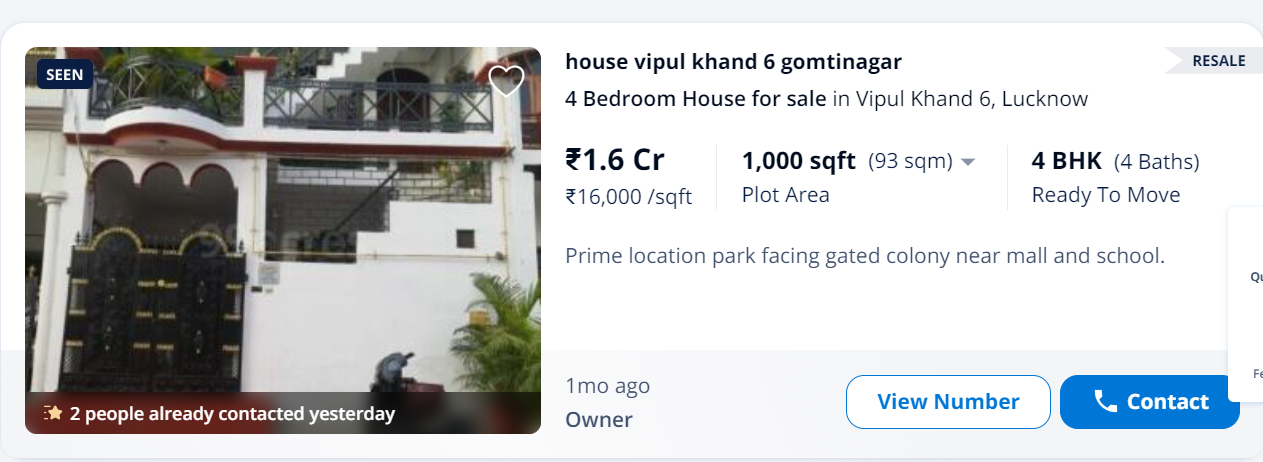 SEEN
2 people already contacted yesterday
house vipul khand 6 gomtinagar
RESALE
4 Bedroom House for sale in Vipul Khand 6, Lucknow
₹1.6 Cr
₹16,000 /sqft
1,000 sqft (93 sqm)
Plot Area
4 BHK (4 Baths)
Ready To Move
Prime location park facing gated colony near mall and school.
1mo ago
Owner
View Number
Contact